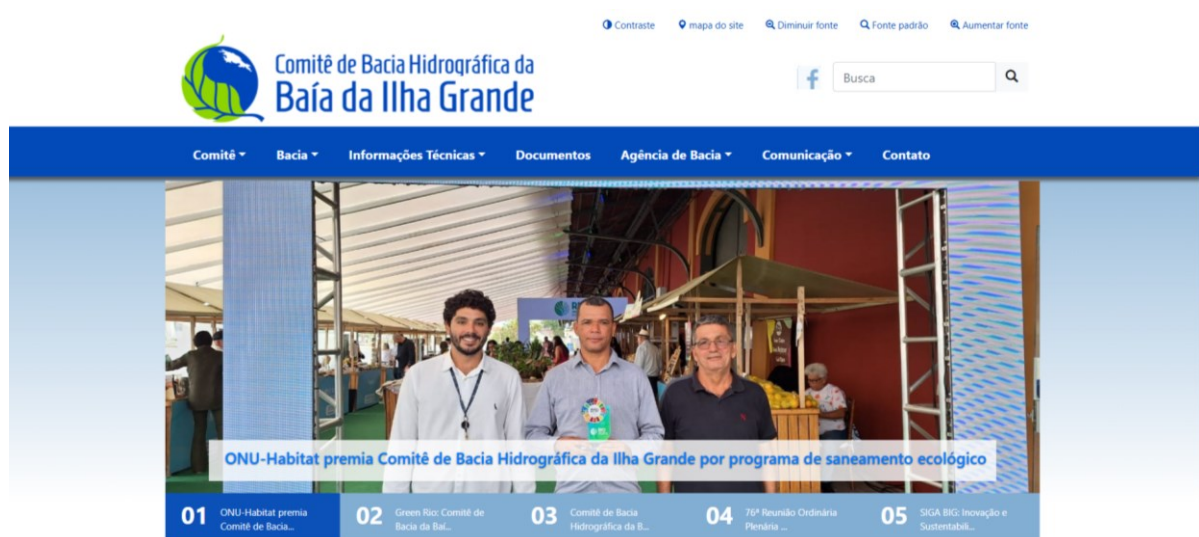 Contraste mapa do site Diminuir fonte Fonte padrão Aumentar fonte
Comitê de Bacia Hidrográfica da
Baía da Ilha Grande
Busca
Comitê Bacia Informações Técnicas Documentos Agência de Bacia Comunicação Contato
ONU-Habitat premia Comitê de Bacia Hidrográfica da Ilha Grande por programa de saneamento ecológico
01 ONU-Habitat premia
Comitê de Bacia...
02 Green Rio: Comitê de
Bacia da Baí...
03 Comitê de Bacia
Hidrográfica da B...
04 76ª Reunião Ordinária
Plenária ...
05 SIGA BIG: Inovação e
Sustentabili...